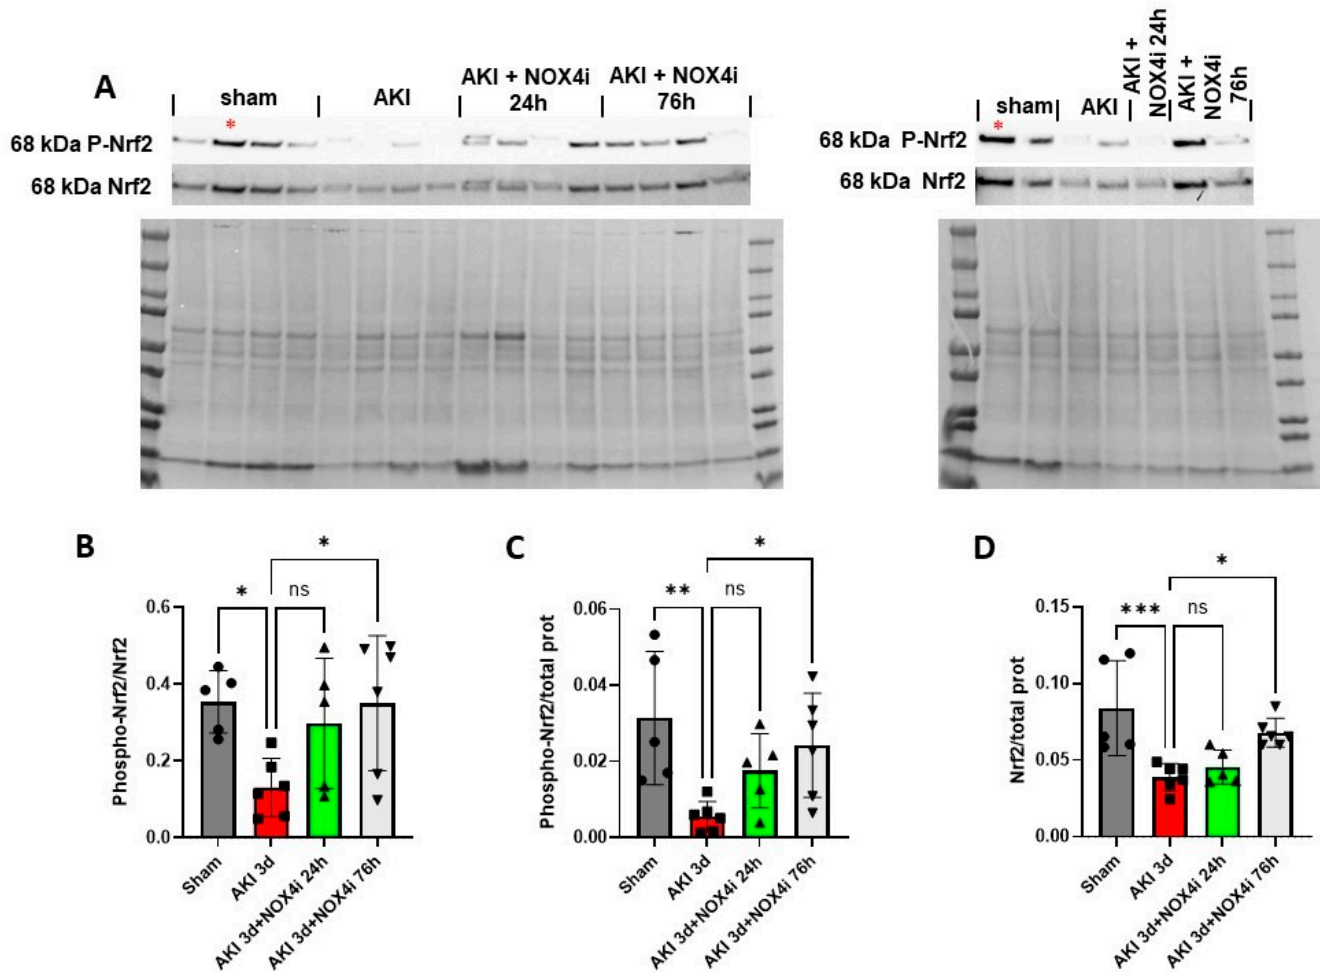 A
sham
AKI
AKI + NOX4i
24h
AKI + NOX4i
76h
*
68 kDa P-Nrf2
68 kDa Nrf2
sham
AKI
AKI +
NOX4i 24h
AKI +
NOX4i
76h
*
68 kDa P-Nrf2
68 kDa Nrf2
B
*
*
ns
Phospho-Nrf2/Nrf2
0.6
0.4
0.2
0.0
Sham
AKI 3d
AKI 3d+NOX4i 24h
AKI 3d+NOX4i 76h
C
*
**
ns
Phospho-Nrf2/total prot
0.06
0.04
0.02
0.00
Sham
AKI 3d
AKI 3d+NOX4i 24h
AKI 3d+NOX4i 76h
D
*
***
ns
Nrf2/total prot
0.15
0.10
0.05
0.00
Sham
AKI 3d
AKI 3d+NOX4i 24h
AKI 3d+NOX4i 76h